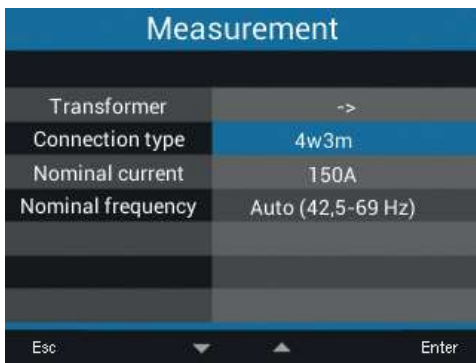 Measurement
Transformer ->
Connection type 4w3m
Nominal current 150A
Nominal frequency Auto (42,5-69 Hz)
Esc Enter